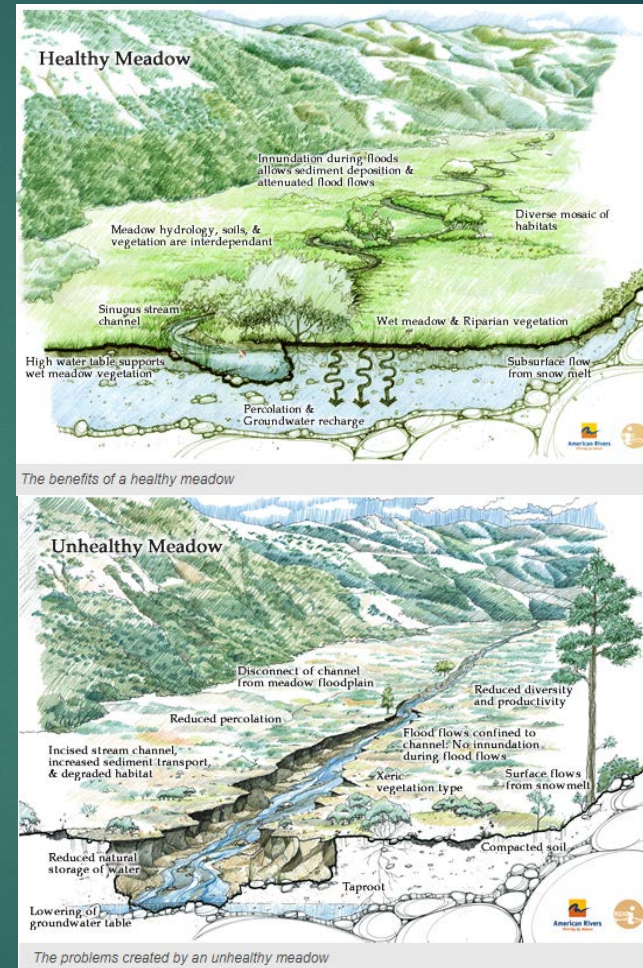 Healthy Meadow
Innundation during floods
allows sediment deposition &
attenuated flood flows
Diverse mosaic of
habitats
Meadow hydrology, soils, &
vegetation are interdependant
Sinuous stream
channel
Wet meadow & Riparian vegetation
High water table supports
wet meadow vegetation
Subsurface flow
from snow melt
Percolation &
Groundwater recharge
American Rivers
The benefits of a healthy meadow
Unhealthy Meadow
Disconnect of channel
from meadow floodplain
Reduced diversity
and productivity
Reduced percolation
Flood flows confined to
channel: No innundation
during flood flows
Incised stream channel,
increased sediment transport,
& degraded habitat
Xeric
vegetation type
Surface flows
from snowmelt
Compacted soil
Reduced natural
storage of water
Taproot
Lowering of
groundwater table
American Rivers
The problems created by an unhealthy meadow